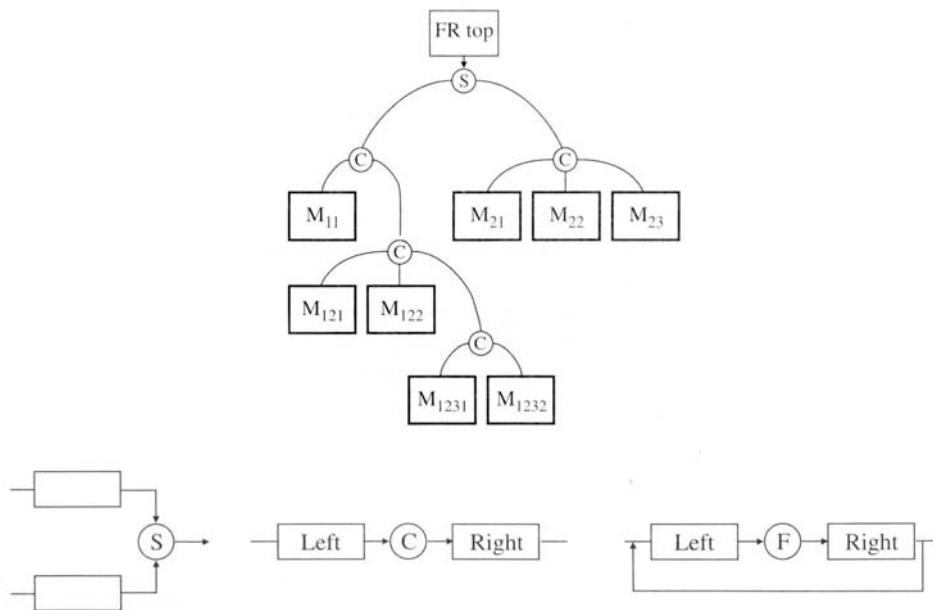 FR top
S
C
C
M11
M21
M22
M23
C
M121
M122
C
M1231
M1232
S
Left
C
Right
Left
F
Right